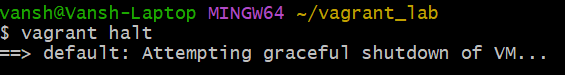 vansh@Vansh-Laptop MINGW64 ~/vagrant_lab
$ vagrant halt
==> default: Attempting graceful shutdown of VM...